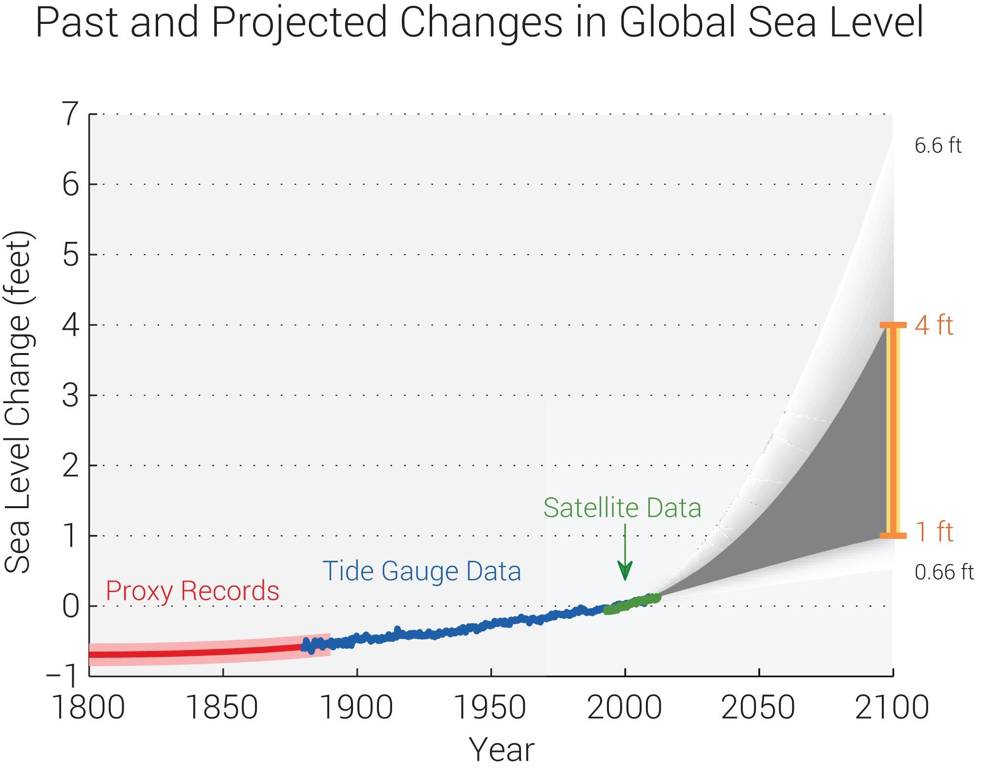 Past and Projected Changes in Global Sea Level
7
6.6 ft
6
5
Sea Level Change (feet)
4
4 ft
3
2
Satellite Data
1
1 ft
Tide Gauge Data
0.66 ft
Proxy Records
0
−1
1800 1850 1900 1950 2000 2050 2100
Year